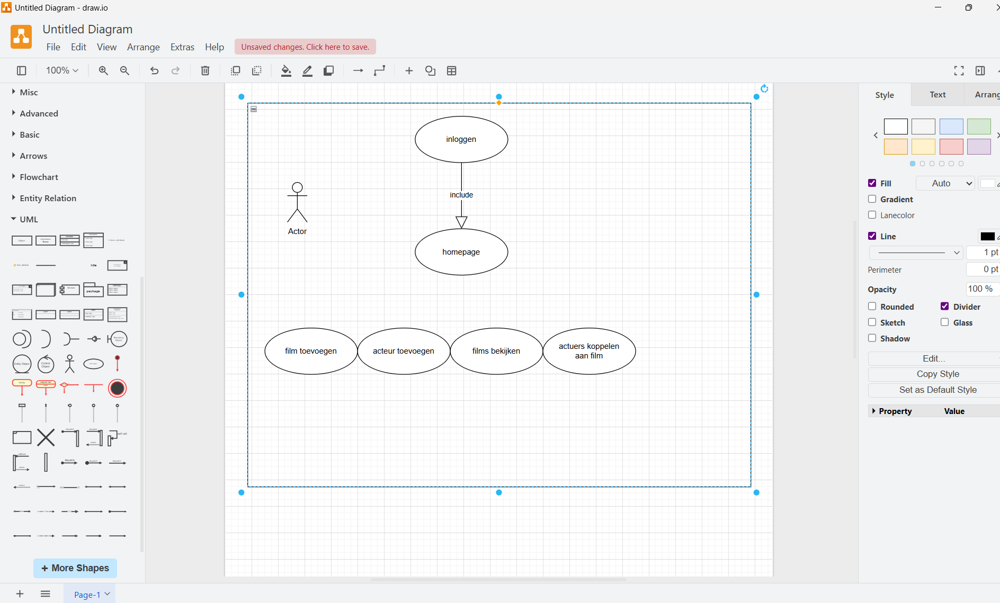 Untitled Diagram - draw.io
Untitled Diagram
File Edit View Arrange Extras Help Unsaved changes. Click here to save.
100%
Misc
Advanced
Basic
Arrows
Flowchart
Entity Relation
UML
Title
package
+ More Shapes
Page-1
inloggen
include
Actor
homepage
film toevoegen
acteur toevoegen
films bekijken
actuers koppelen
aan film
Style Text Arrang
Fill Auto
Gradient
Lanecolor
Line
1 pt
Perimeter 0 pt
Opacity 100 %
Rounded Divider
Sketch Glass
Shadow
Edit...
Copy Style
Set as Default Style
Property Value